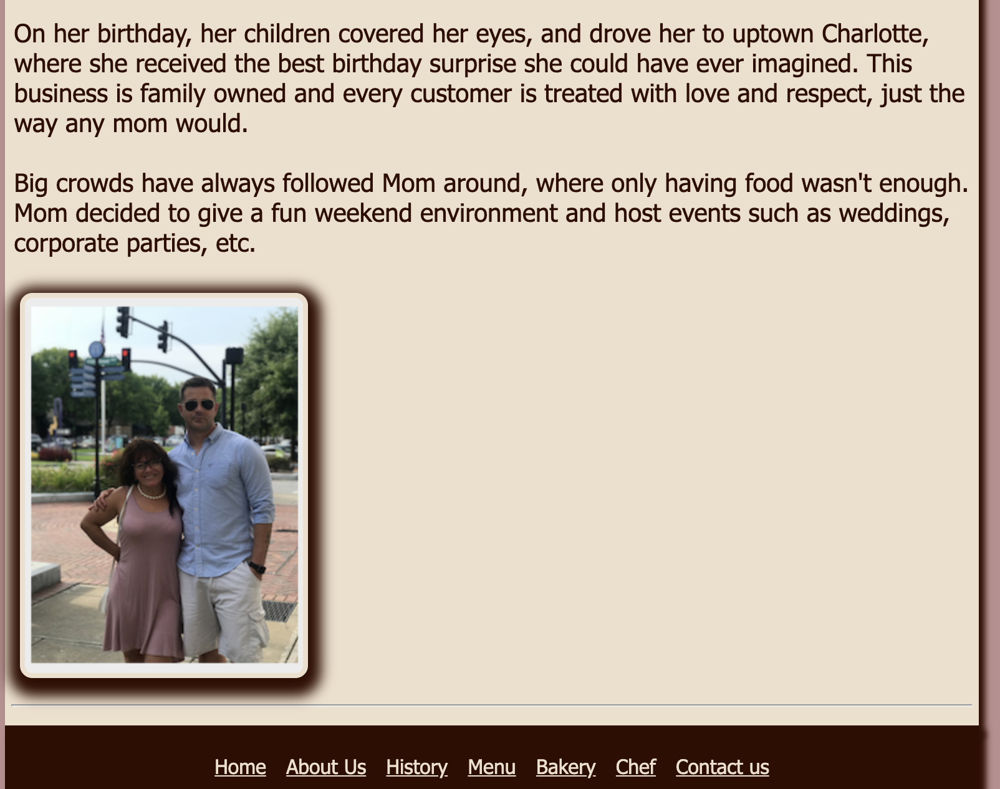 On her birthday, her children covered her eyes, and drove her to uptown Charlotte,
where she received the best birthday surprise she could have ever imagined. This
business is family owned and every customer is treated with love and respect, just the
way any mom would.
Big crowds have always followed Mom around, where only having food wasn't enough.
Mom decided to give a fun weekend environment and host events such as weddings,
corporate parties, etc.
Home About Us History Menu Bakery Chef Contact us